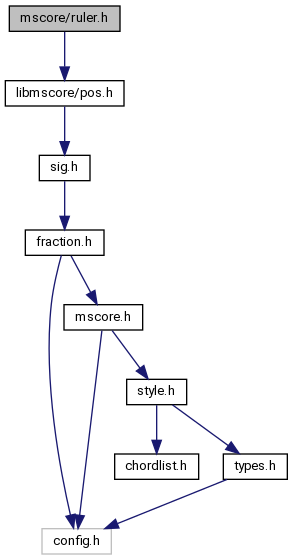 mscore/ruler.h
libmscore/pos.h
sig.h
fraction.h
mscore.h
style.h
chordlist.h
types.h
config.h